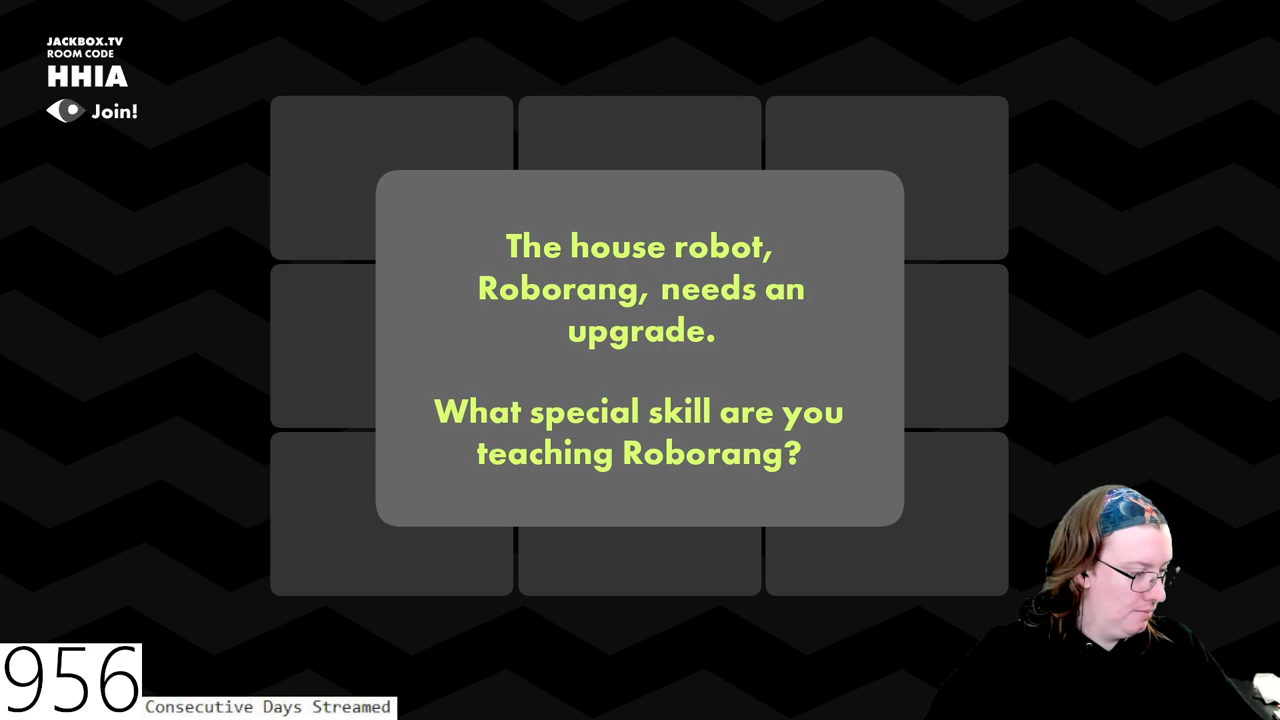 JACKBOX.TV
ROOM CODE
HHIA
Join!
The house robot,
Roborang, needs an
upgrade.
What special skill are you
teaching Roborang?
956
Consecutive Days Streamed